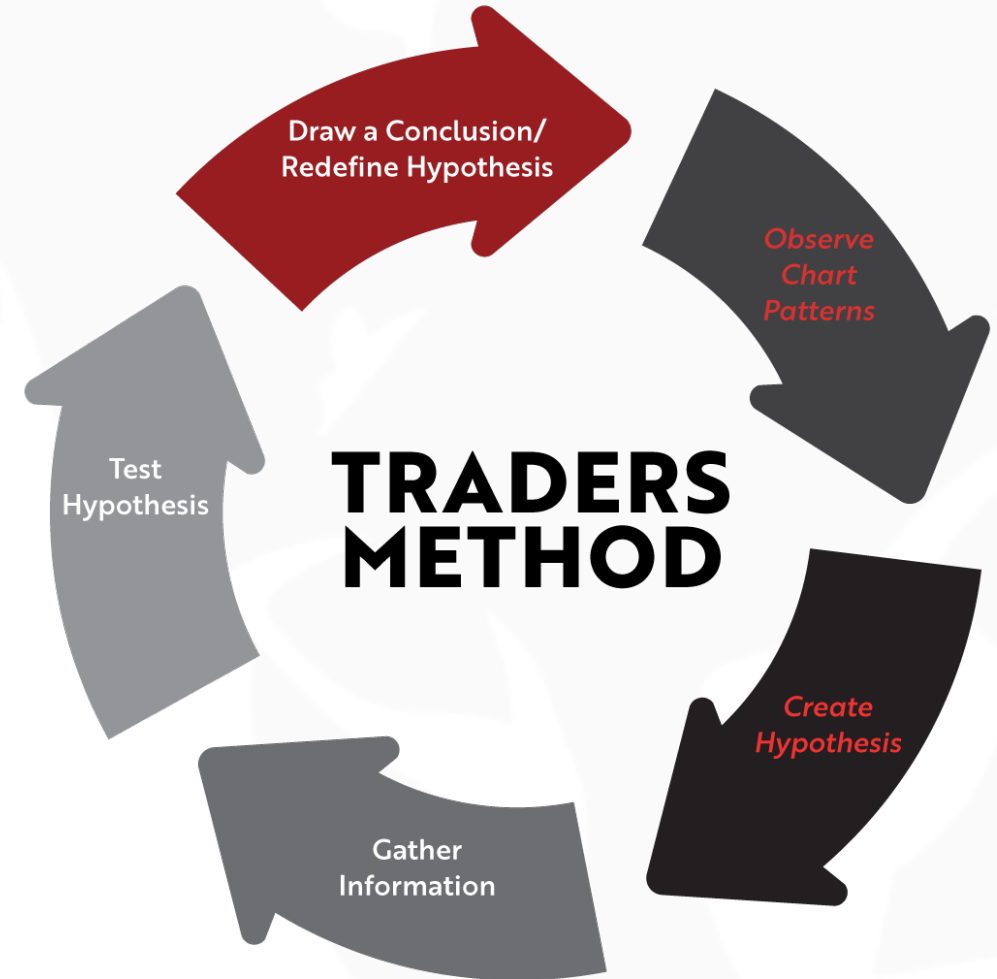 Draw a Conclusion/
Redefine Hypothesis
Observe
Chart
Patterns
Test
Hypothesis
TRADERS
METHOD
Create
Hypothesis
Gather
Information